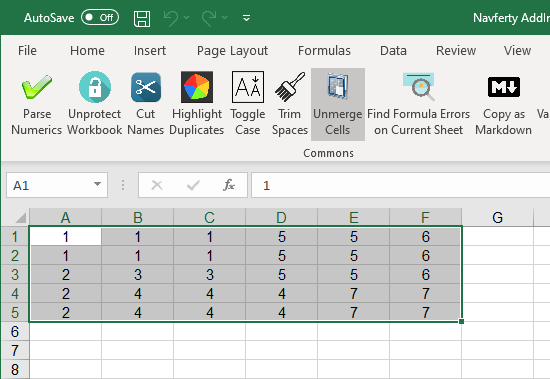 AutoSave Off Navferty AddIn
File Home Insert Page Layout Formulas Data Review View
Parse Numerics Unprotect Workbook Cut Names Highlight Duplicates Toggle Case Trim Spaces Unmerge Cells Find Formula Errors on Current Sheet Copy as Markdown
Commons
A1 fx 1
A B C D E F G
1 1 1 1 5 5 6
2 1 1 1 5 5 6
3 2 3 3 5 5 6
4 2 4 4 4 7 7
5 2 4 4 4 7 7
6
7
8